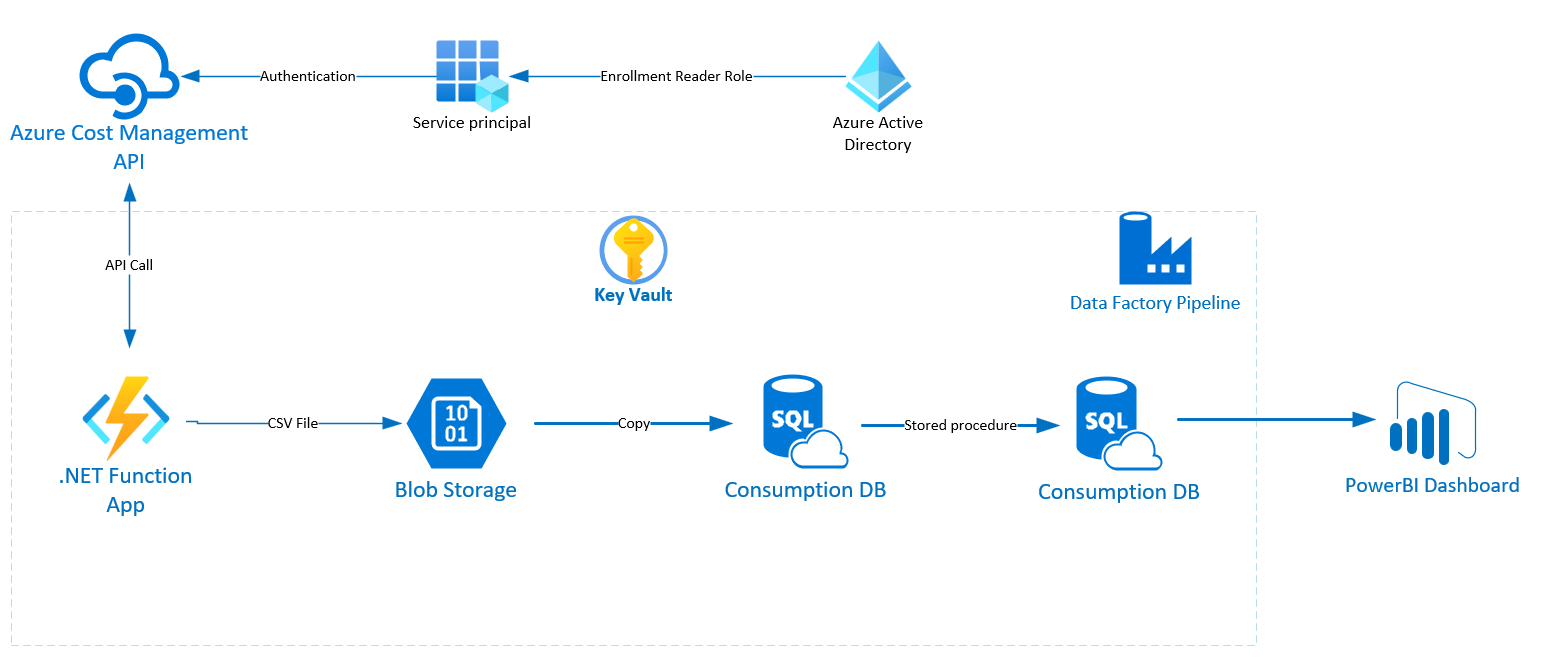 Authentication
Enrollment Reader Role
Service principal
Azure Active
Directory
Azure Cost Management
API
API Call
Key Vault
Data Factory Pipeline
CSV File
10
01
Copy
SQL
Stored procedure
SQL
.NET Function
App
Blob Storage
Consumption DB
Consumption DB
PowerBI Dashboard